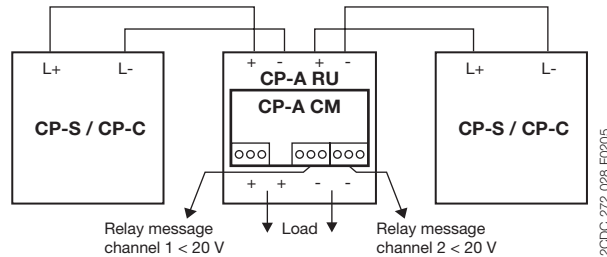 L+ L- + - + - L+ L-
CP-A RU
CP-A CM
CP-S / CP-C
CP-S / CP-C
+ + - -
Relay message
channel 1 < 20 V
Load
Relay message
channel 2 < 20 V
2CDC 272 028 F0205